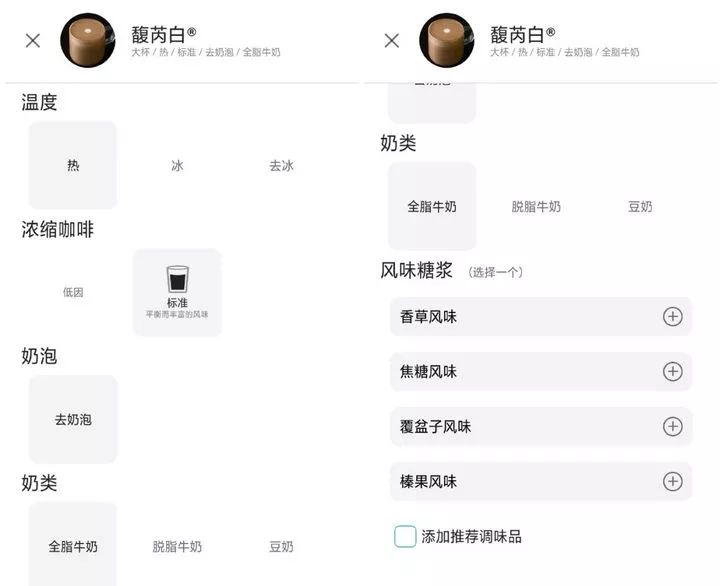 馥芮白®
大杯 / 热 / 标准 / 去奶泡 / 全脂牛奶
温度
热
冰
去冰
浓缩咖啡
低因
标准
平衡而丰富的风味
奶泡
去奶泡
奶类
全脂牛奶
脱脂牛奶
豆奶
馥芮白®
大杯 / 热 / 标准 / 去奶泡 / 全脂牛奶
去奶泡
奶类
全脂牛奶
脱脂牛奶
豆奶
风味糖浆 (选择一个)
香草风味
焦糖风味
覆盆子风味
榛果风味
添加推荐调味品